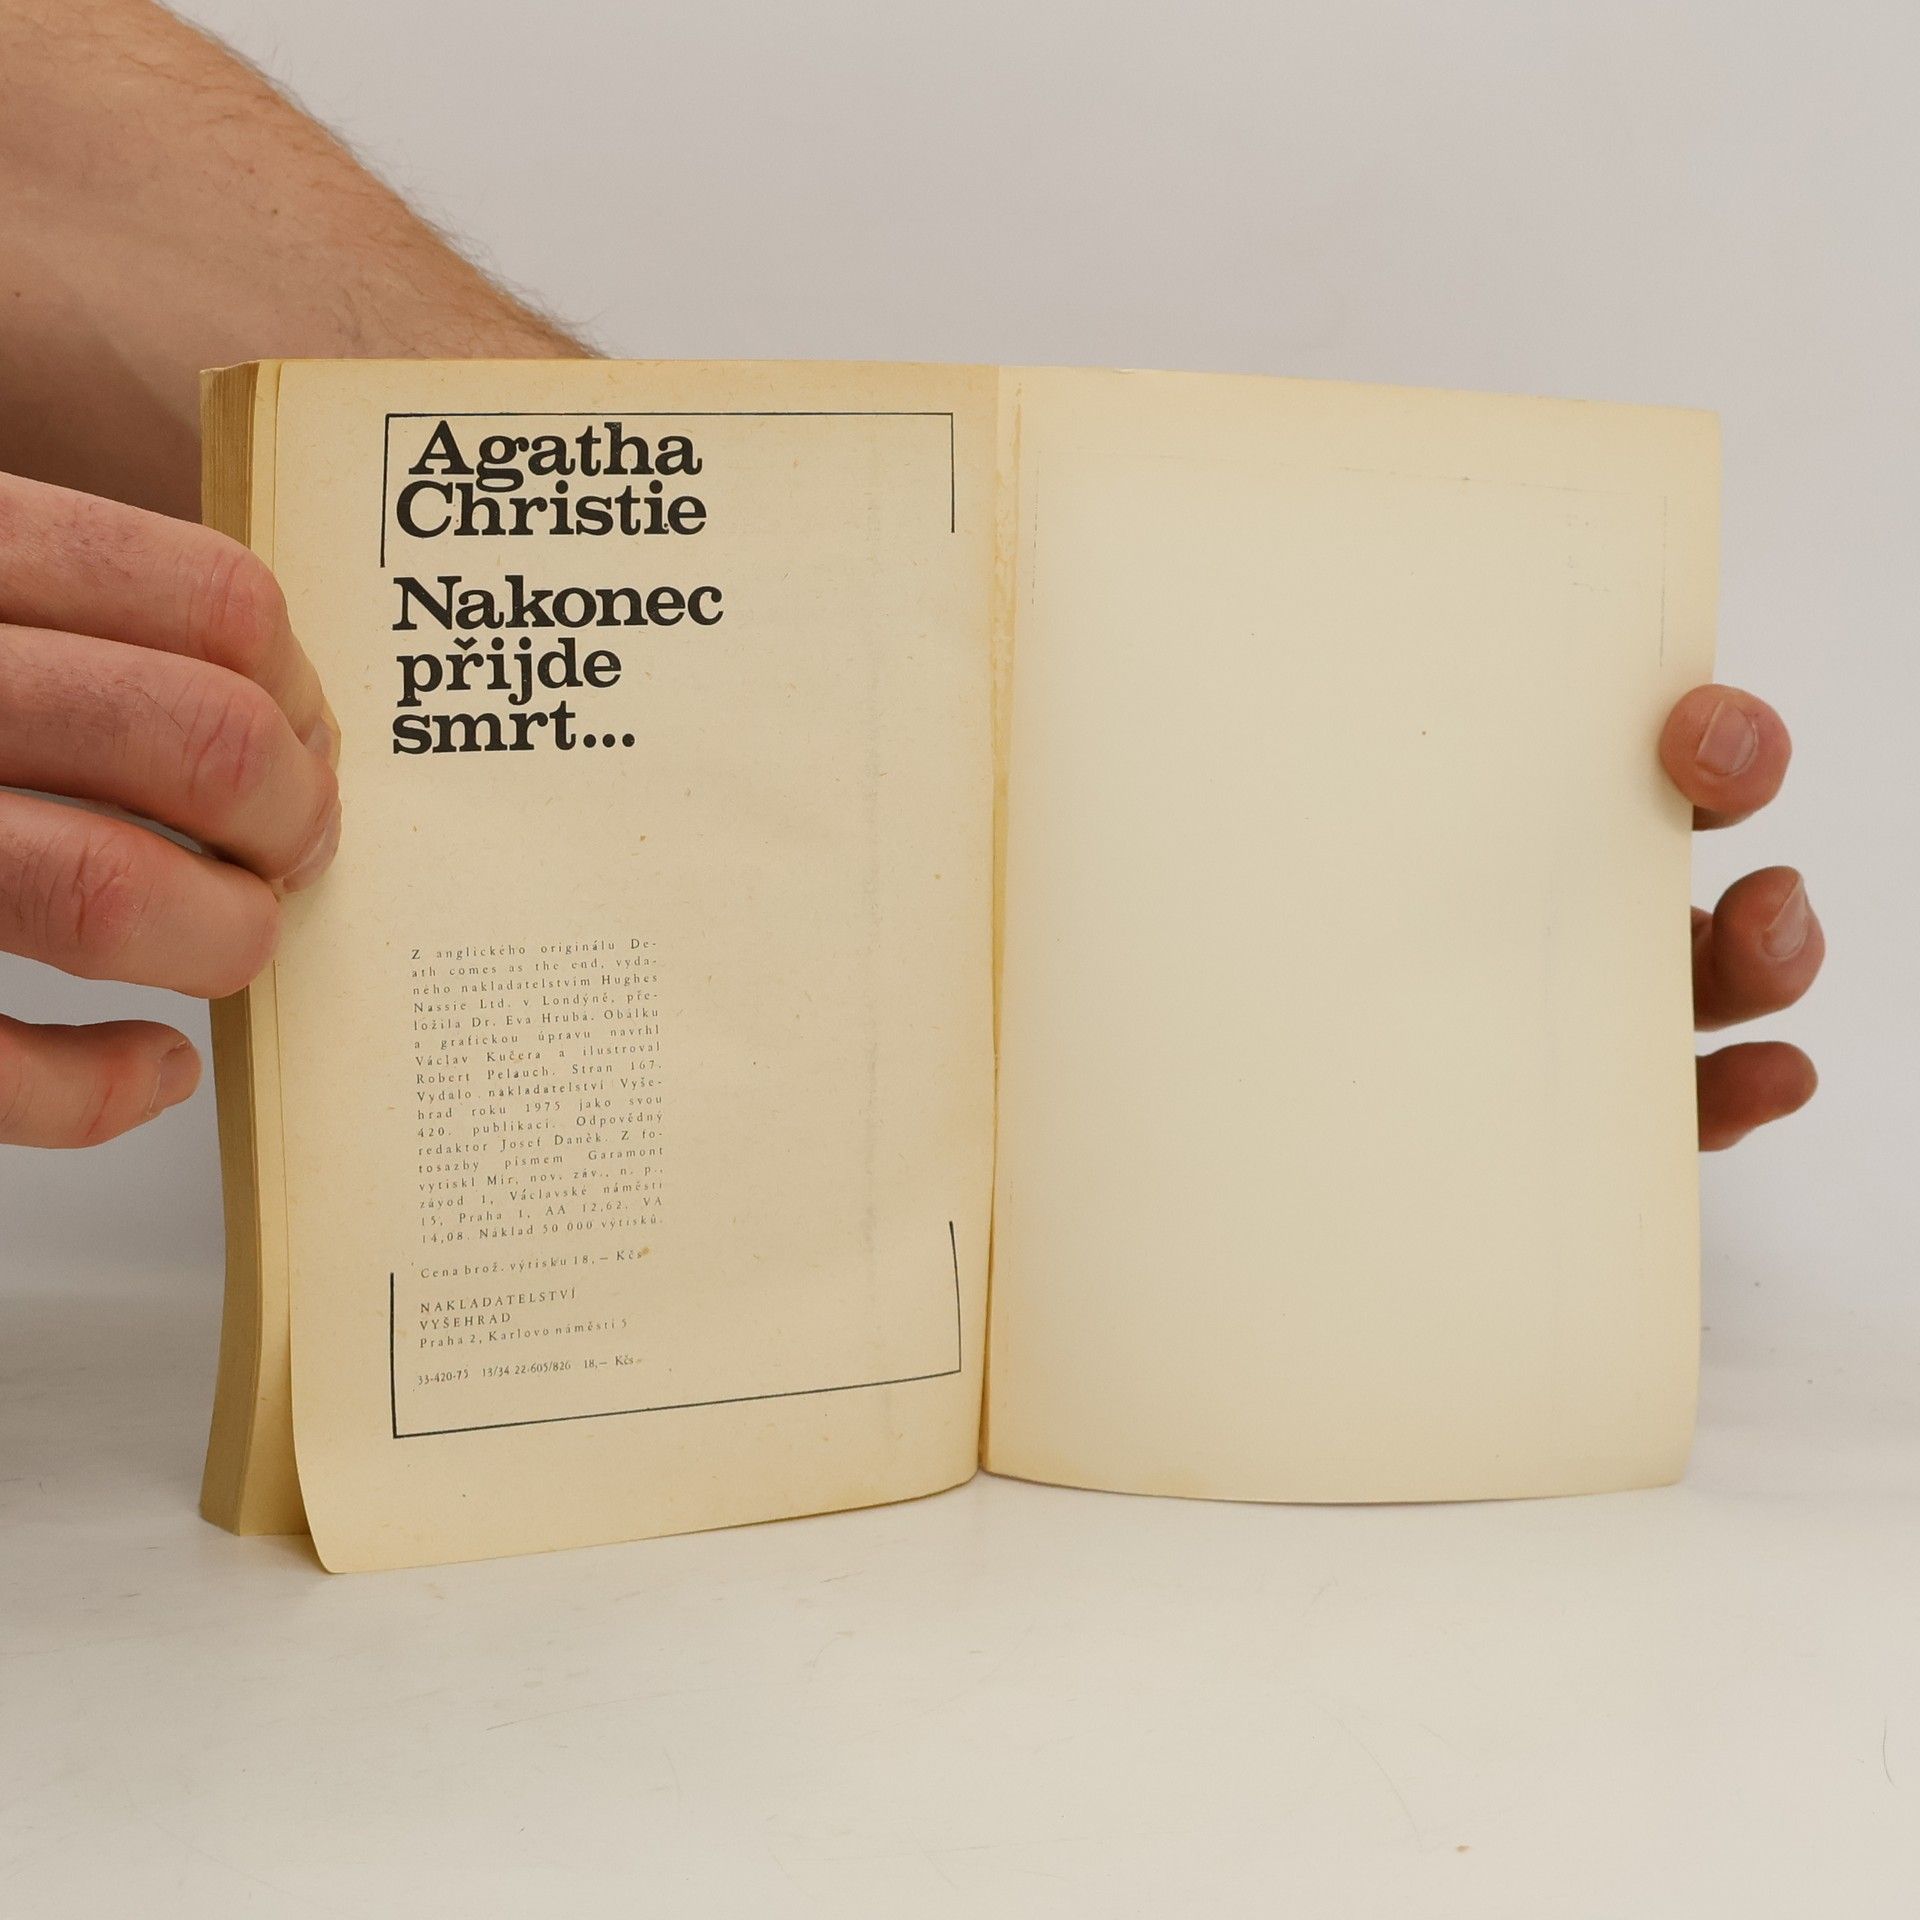 Agatha
Christie
Nakonec
přijde
smrt...
Z anglického originálu De-
ath comes as the end, vyda-
ného nakladatelstvím Hughes
Nassie Ltd. v Londýně, pře-
ložila Dr. Eva Hrubá. Obálku
a grafickou úpravu navrhl
Václav Kučera a ilustroval
Robert Pelauch. Stran 167.
Vydalo nakladatelství Vyše-
hrad roku 1975 jako svou
420. publikaci. Odpovědný
redaktor Josef Daněk. Z fo-
tosazby písmem Garamont
vytiskl Mír, nov. záv., n. p.,
závod 1, Václavské náměstí
15, Praha 1. AA 12,62. VA
14,08. Náklad 50 000 výtisků.
Cena brož. výtisku 18,— Kčs
NAKLADATELSTVÍ
VYŠEHRAD
Praha 2, Karlovo náměstí 5
33-420-75 13/34 22-605/826 18,— Kčs